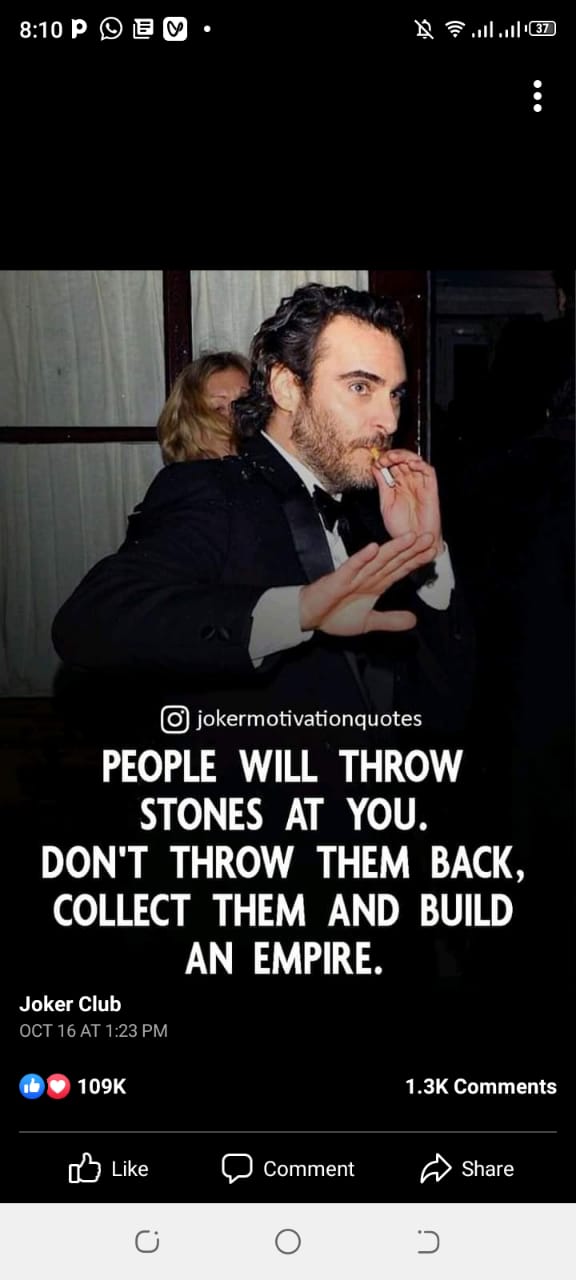 8:10
37
jokermotivationquotes
PEOPLE WILL THROW
STONES AT YOU.
DON'T THROW THEM BACK,
COLLECT THEM AND BUILD
AN EMPIRE.
Joker Club
OCT 16 AT 1:23 PM
109K 1.3K Comments
Like Comment Share